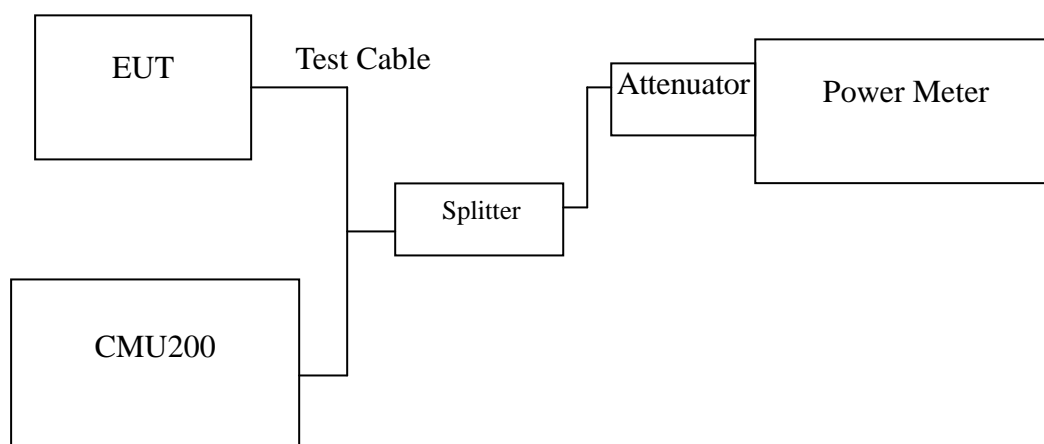 EUT
Test Cable
Attenuator
Power Meter
Splitter
CMU200